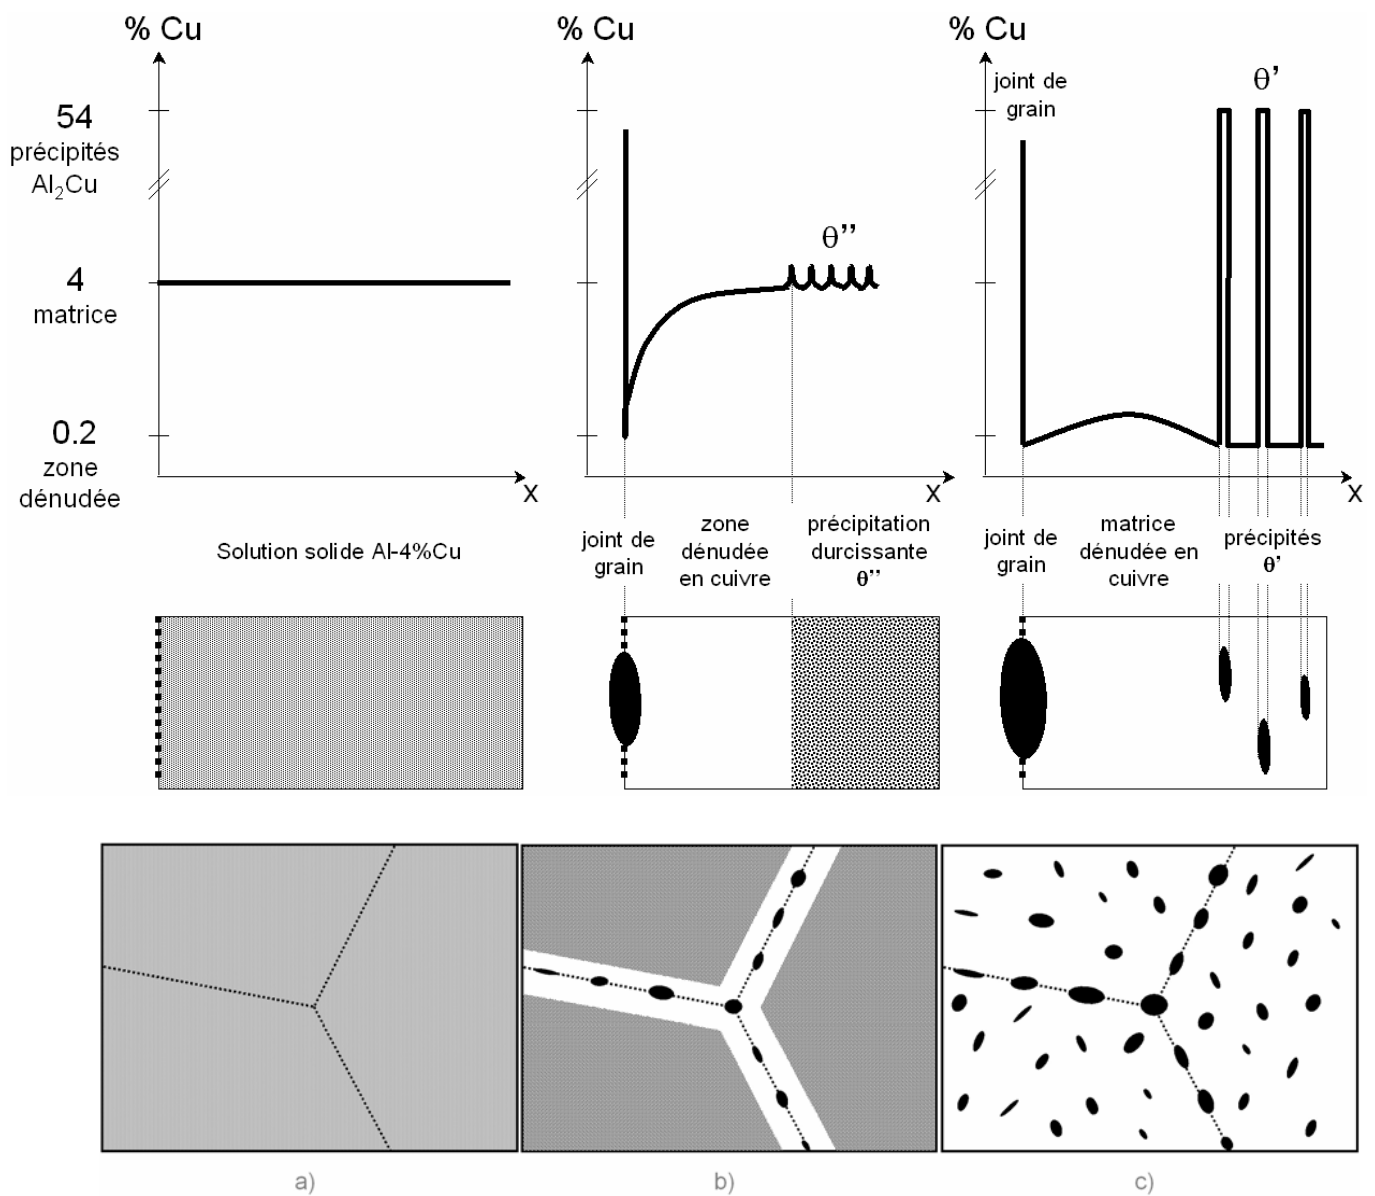 % Cu
54
précipités
Al2Cu
4
matrice
0.2
zone
dénudée
X
Solution solide Al-4%Cu
% Cu
θ’’
X
joint de
grain
zone
dénudée
en cuivre
précipitation
durcissante
θ’’
% Cu
joint de
grain
θ’
X
joint de
grain
matrice
dénudée en
cuivre
précipités
θ’
a)
b)
c)